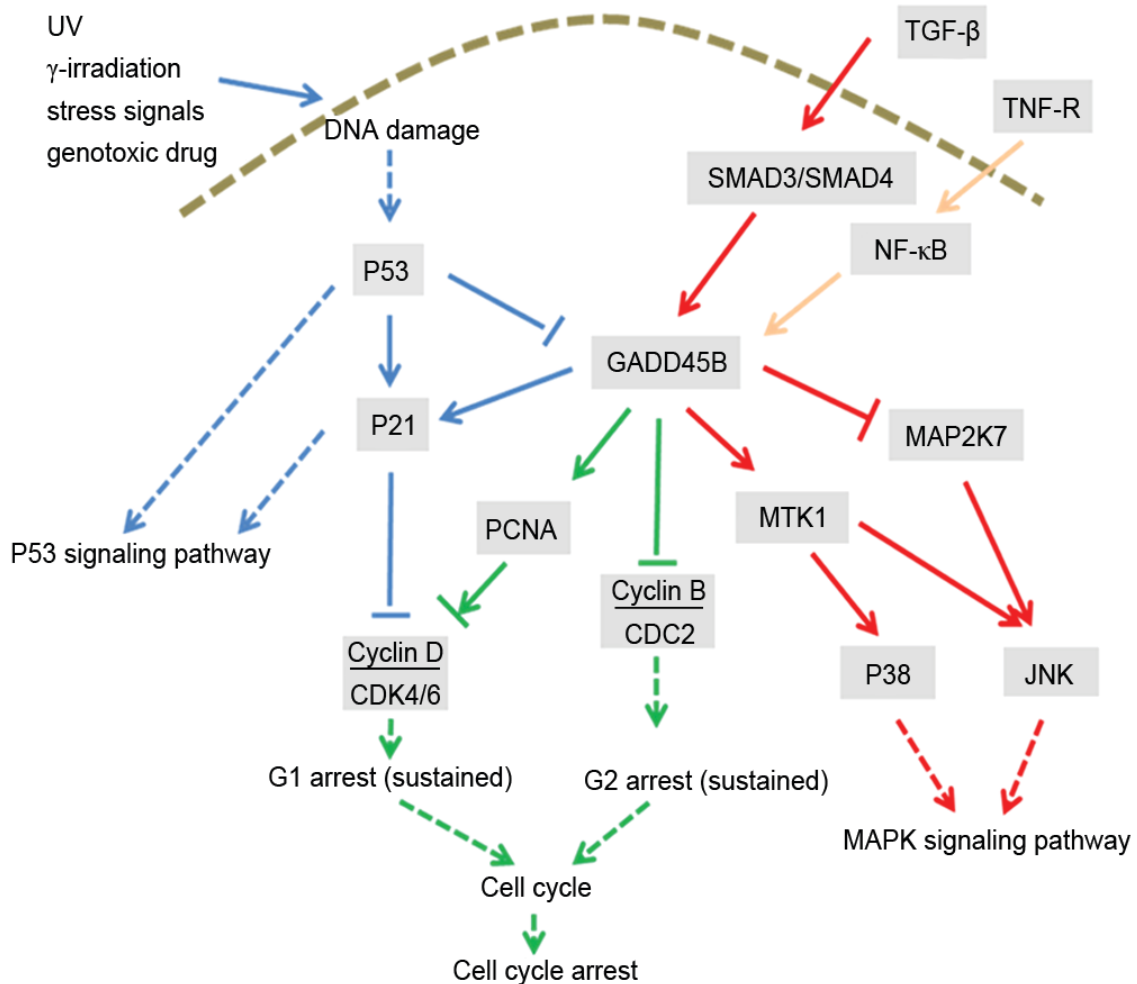 UV
γ-irradiation
stress signals
genotoxic drug
DNA damage
TGF-β
TNF-R
SMAD3/SMAD4
NF-κB
P53
GADD45B
P21
MAP2K7
PCNA
MTK1
P53 signaling pathway
Cyclin B
CDC2
Cyclin D
CDK4/6
P38
JNK
G1 arrest (sustained)
G2 arrest (sustained)
MAPK signaling pathway
Cell cycle
Cell cycle arrest